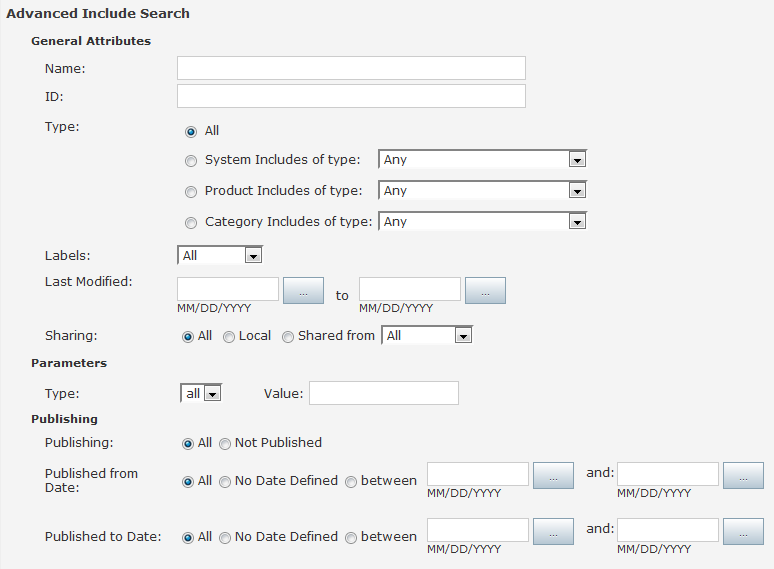 Advanced Include Search
General Attributes
Name:
ID:
Type:
All
System Includes of type: Any
Product Includes of type: Any
Category Includes of type: Any
Labels: All
Last Modified: ... to ...
MM/DD/YYYY MM/DD/YYYY
Sharing: All Local Shared from All
Parameters
Type: all Value:
Publishing
Publishing: All Not Published
Published from Date: All No Date Defined between ... and: ...
MM/DD/YYYY MM/DD/YYYY
Published to Date: All No Date Defined between ... and: ...
MM/DD/YYYY MM/DD/YYYY